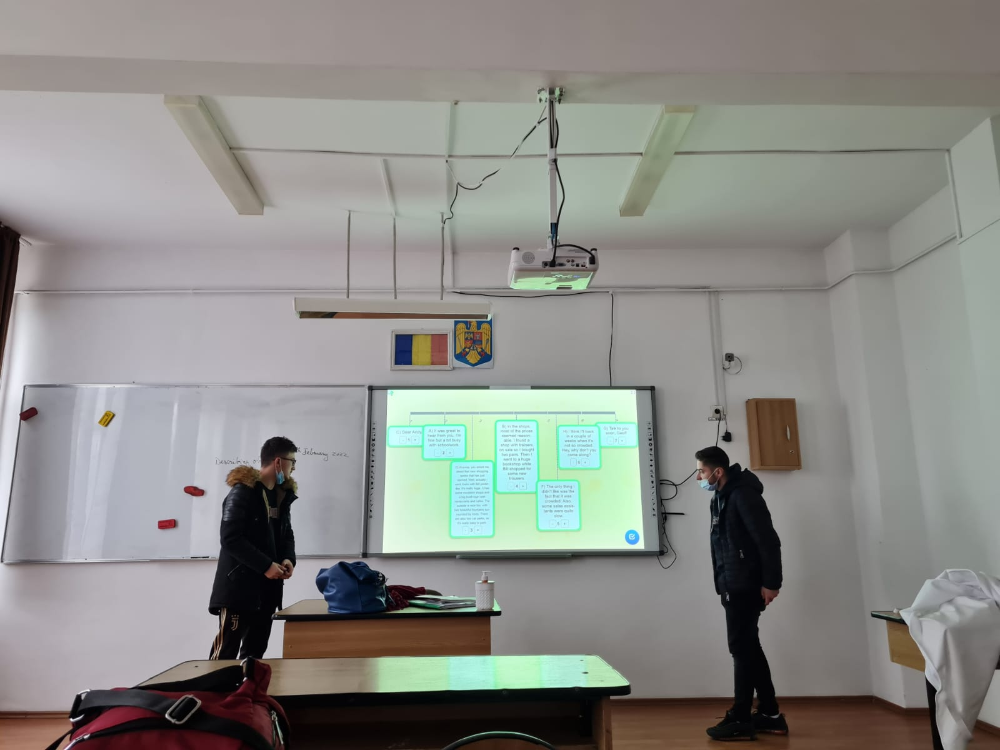 th February 2022
Describing
C) Dear Andy,
- 1 +
A) It was great to
hear from you. I'm
fine but a bit busy
with schoolwork.
- 2 +
D) Anyway, you asked me
about that new shopping
centre that has just
opened. Well, actually I
went there with Bill yester-
day. It's really huge. It has
some excellent shops and
a big food court with
restaurants and cafes. The
outside is nice too, with
two beautiful fountains sur-
rounded by trees. There
are also two car parks, so
it's really easy to park.
- 3 +
B) In the shops,
most of the prices
seemed reason-
able. I found a
shop with trainers
on sale so I bought
two pairs. Then I
went to a huge
bookshop while
Bill shopped for
some new
trousers.
- 4 +
F) The only thing I
didn't like was the
fact that it was
crowded. Also,
some sales assis-
tants were quite
slow.
- 5 +
H) I think I'll back
in a couple of
weeks when it's
not so crowded.
Hey, why don't you
come along?
- 6 +
G) Talk to you
soon, Geoff
- 7 +